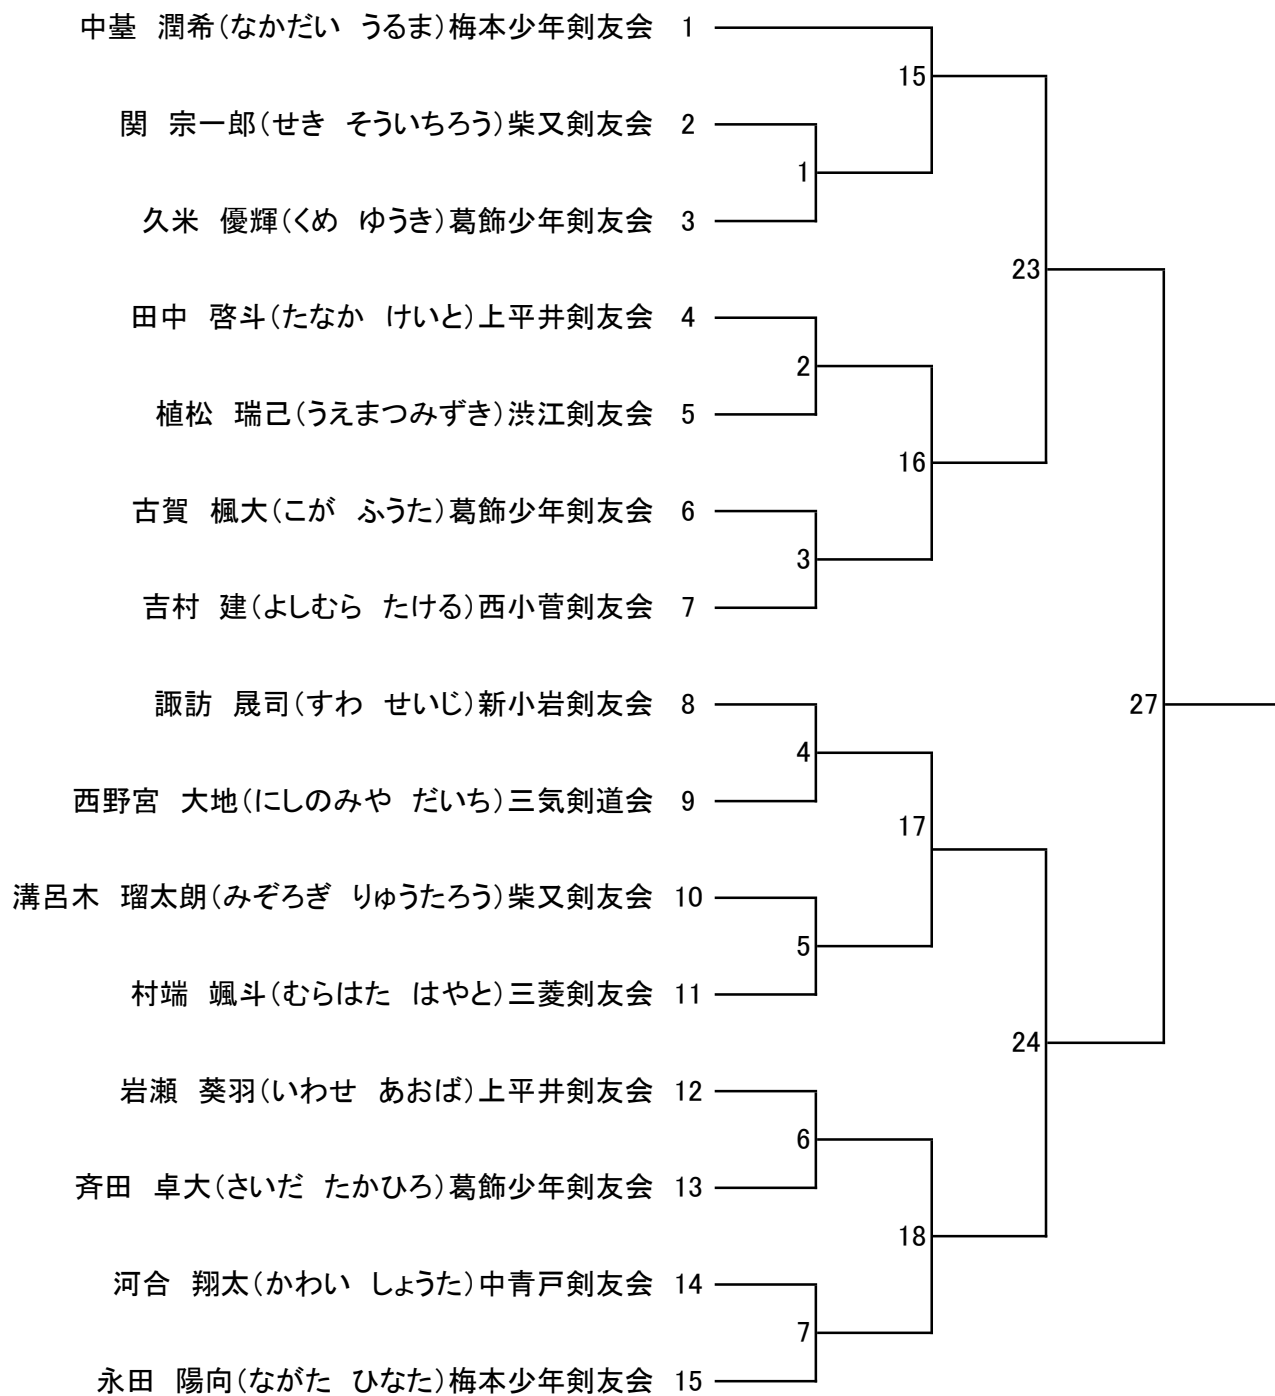 中䑓　潤希(なかだい　うるま)梅本少年剣友会　1
15
関　宗一郎(せき　そういちろう)柴又剣友会　2
1
久米　優輝(くめ　ゆうき)葛飾少年剣友会　3
23
田中　啓斗(たなか　けいと)上平井剣友会　4
2
植松　瑞己(うえまつみずき)渋江剣友会　5
16
古賀　楓大(こが　ふうた)葛飾少年剣友会　6
3
吉村　建(よしむら　たける)西小菅剣友会　7
諏訪　晟司(すわ　せいじ)新小岩剣友会　8
27
4
西野宮　大地(にしのみや　だいち)三気剣道会　9
17
溝呂木　瑠太朗(みぞろぎ　りゅうたろう)柴又剣友会　10
5
村端　颯斗(むらはた　はやと)三菱剣友会　11
24
岩瀬　葵羽(いわせ　あおば)上平井剣友会　12
6
斉田　卓大(さいだ　たかひろ)葛飾少年剣友会　13
18
河合　翔太(かわい　しょうた)中青戸剣友会　14
7
永田　陽向(ながた　ひなた)梅本少年剣友会　15